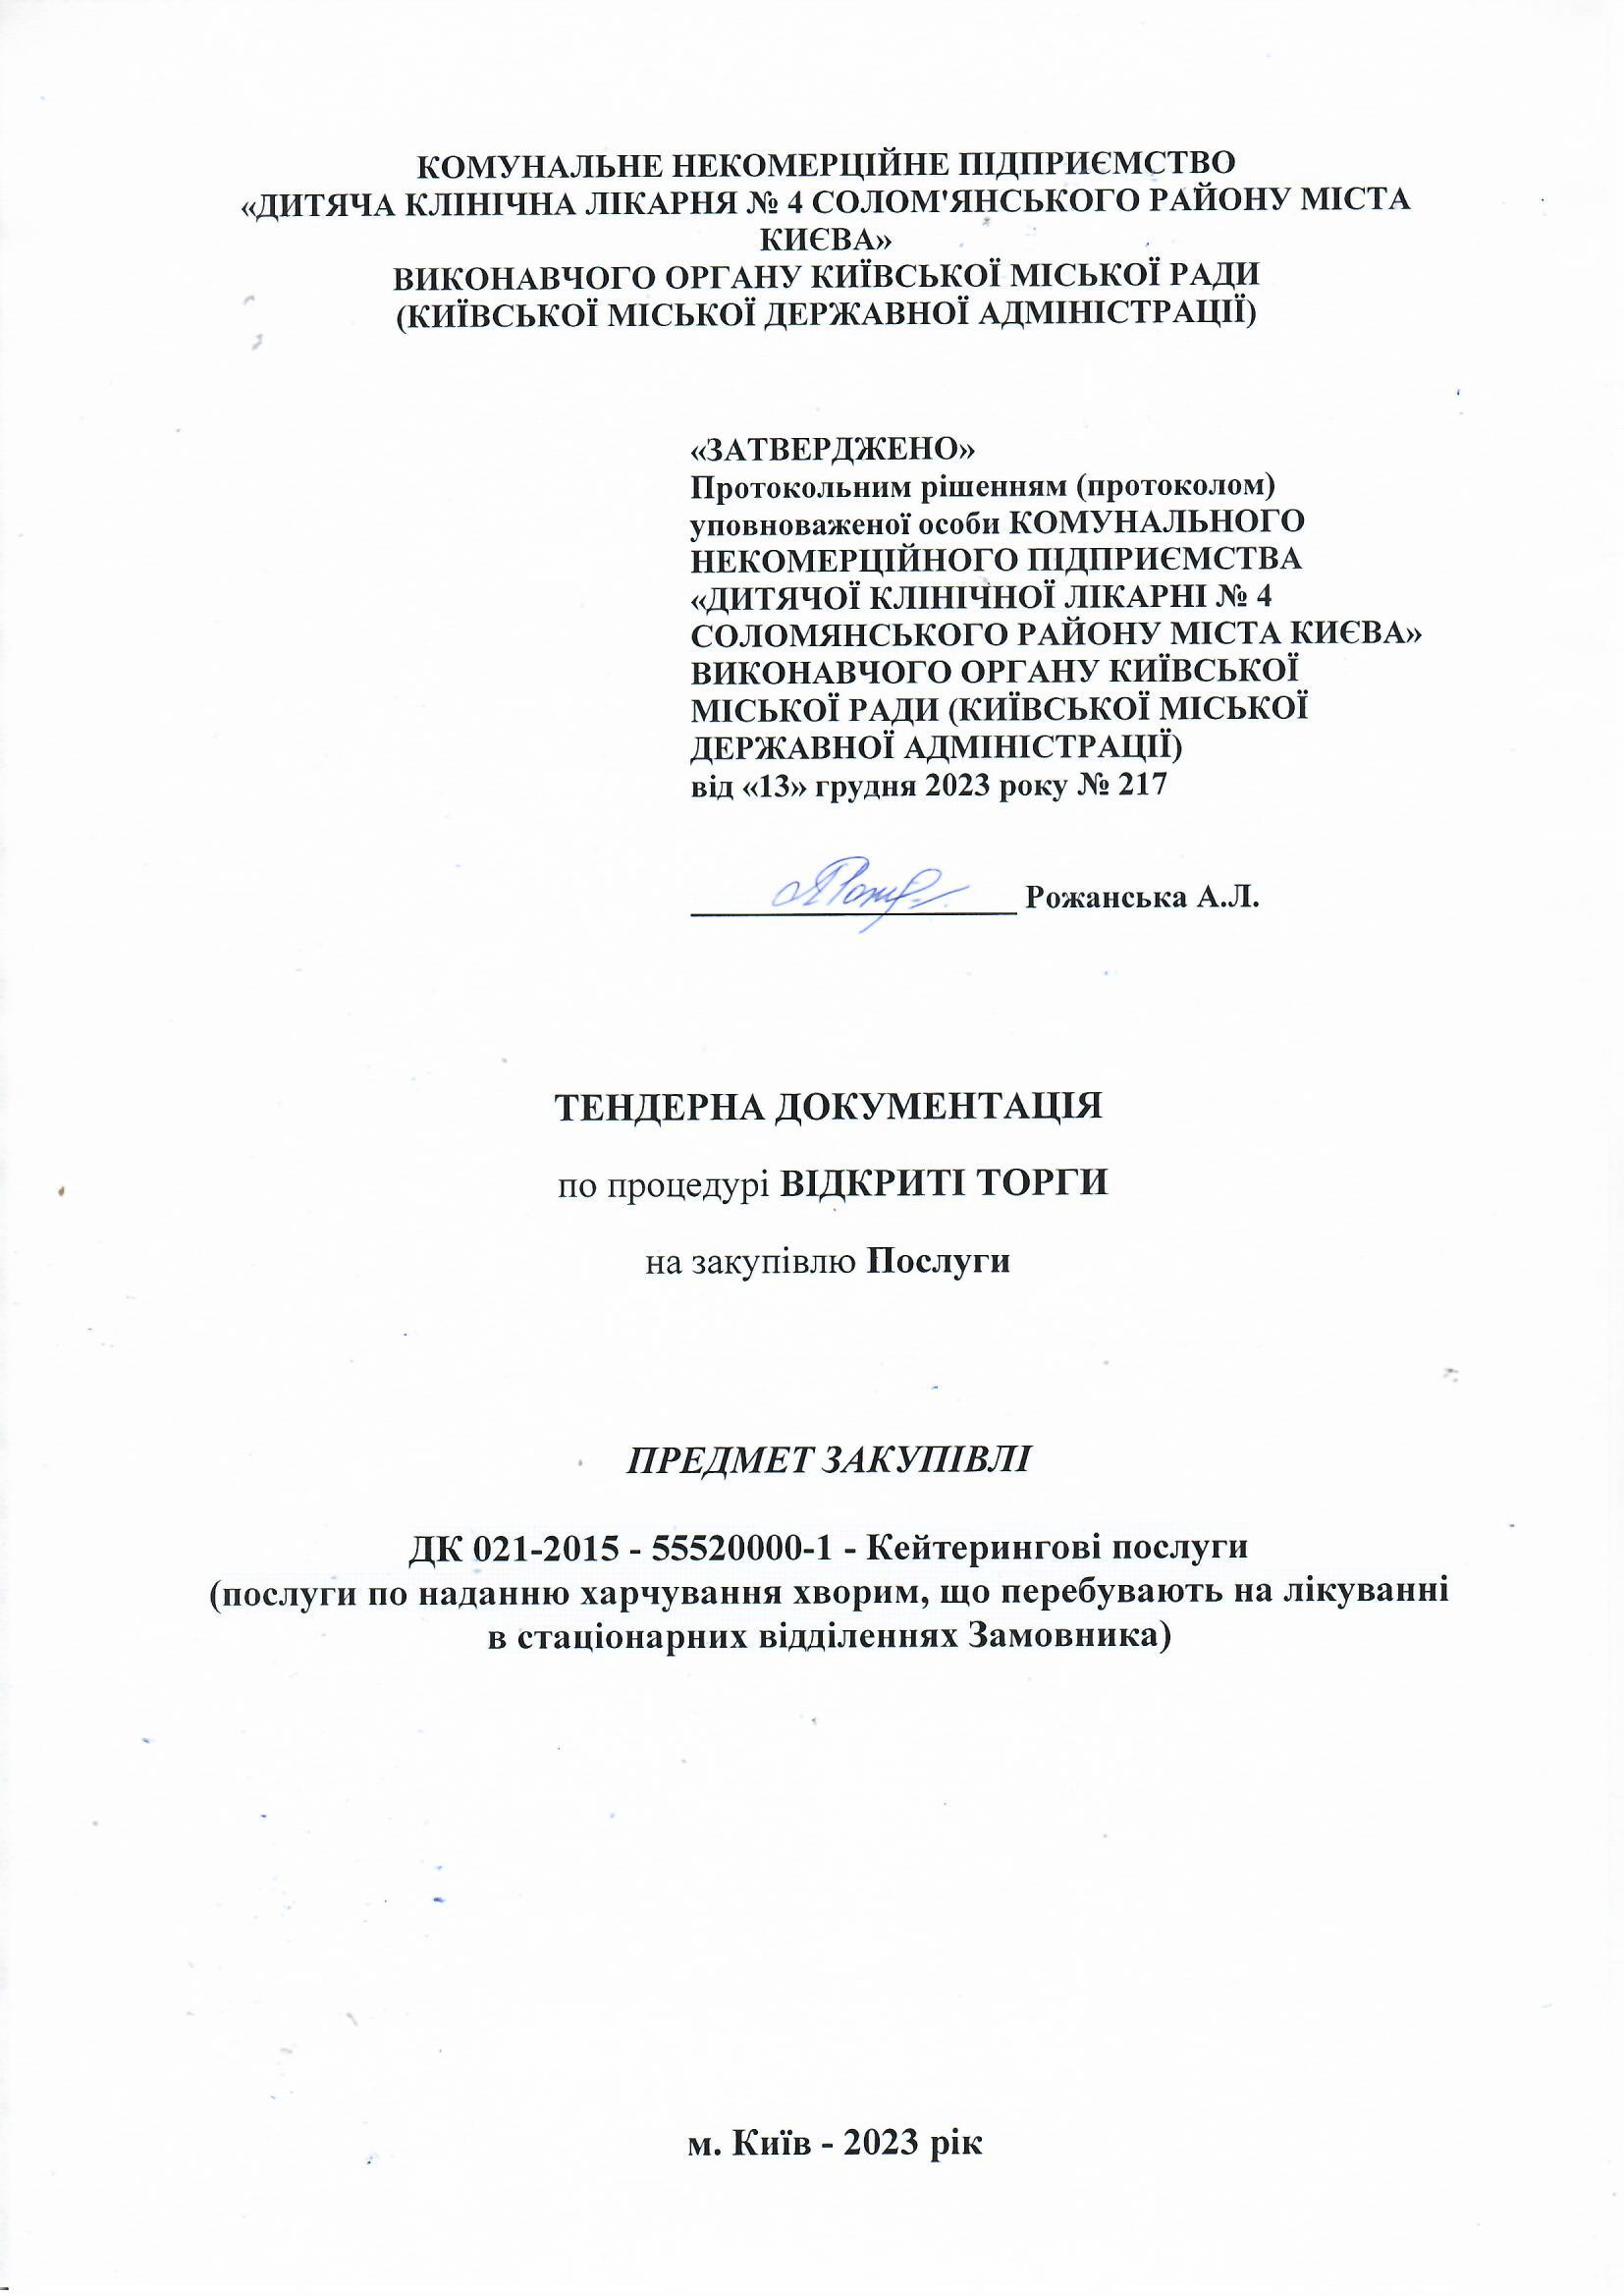 КОМУНАЛЬНЕ НЕКОМЕРЦІЙНЕ ПІДПРИЄМСТВО
«ДИТЯЧА КЛІНІЧНА ЛІКАРНЯ № 4 СОЛОМ'ЯНСЬКОГО РАЙОНУ МІСТА
КИЄВА»
ВИКОНАВЧОГО ОРГАНУ КИЇВСЬКОЇ МІСЬКОЇ РАДИ
(КИЇВСЬКОЇ МІСЬКОЇ ДЕРЖАВНОЇ АДМІНІСТРАЦІЇ)
«ЗАТВЕРДЖЕНО»
Протокольним рішенням (протоколом)
уповноваженої особи КОМУНАЛЬНОГО
НЕКОМЕРЦІЙНОГО ПІДПРИЄМСТВА
«ДИТЯЧОЇ КЛІНІЧНОЇ ЛІКАРНІ № 4
СОЛОМЯНСЬКОГО РАЙОНУ МІСТА КИЄВА»
ВИКОНАВЧОГО ОРГАНУ КИЇВСЬКОЇ
МІСЬКОЇ РАДИ (КИЇВСЬКОЇ МІСЬКОЇ
ДЕРЖАВНОЇ АДМІНІСТРАЦІЇ)
від «13» грудня 2023 року № 217
Рожанська А.Л.
ТЕНДЕРНА ДОКУМЕНТАЦІЯ
по процедурі ВІДКРИТІ ТОРГИ
на закупівлю Послуги
ПРЕДМЕТ ЗАКУПІВЛІ
ДК 021-2015 - 55520000-1 - Кейтерингові послуги
(послуги по наданню харчування хворим, що перебувають на лікуванні
в стаціонарних відділеннях Замовника)
м. Київ - 2023 рік